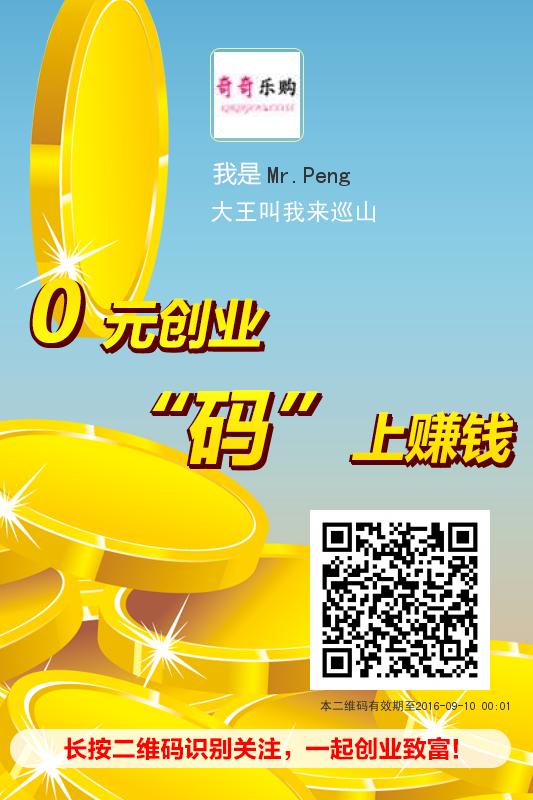 奇奇乐购
我是 Mr.Peng
大王叫我来巡山
0 元创业
“码” 上赚钱
本二维码有效期至2016-09-10 00:01
长按二维码识别关注，一起创业致富!